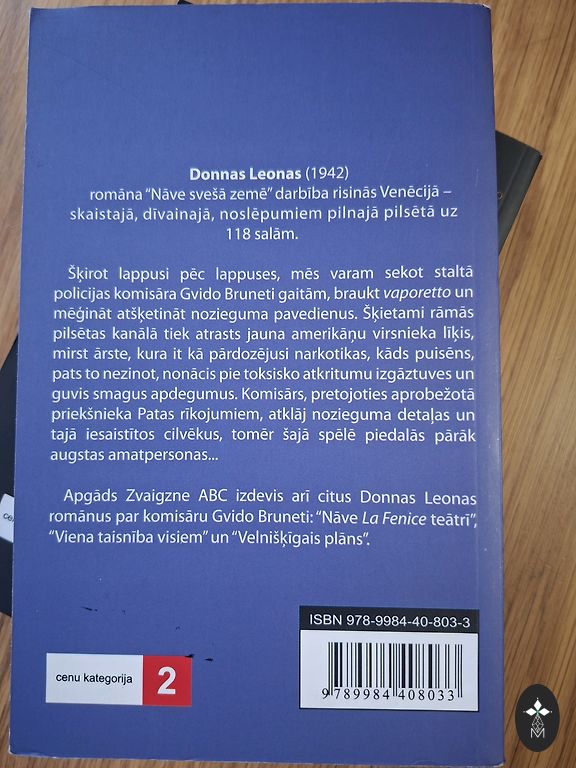 Donnas Leonas (1942)
romāna “Nāve svešā zemē” darbība risinās Venēcijā –
skaistajā, dīvainajā, noslēpumiem pilnajā pilsētā uz
118 salām.
Šķirot lappusi pēc lappuses, mēs varam sekot staltā
policijas komisāra Gvido Bruneti gaitām, braukt vaporetto un
mēģināt atšķetināt nozieguma pavedienus. Šķietami rāmās
pilsētas kanālā tiek atrasts jauna amerikāņu virsnieka līķis,
mirst ārste, kura it kā pārdozējusi narkotikas, kāds puisēns,
pats to nezinot, nonācis pie toksisko atkritumu izgāztuves un
guvis smagus apdegumus. Komisārs, pretojoties aprobežotā
priekšnieka Patas rīkojumiem, atklāj nozieguma detaļas un
tajā iesaistītos cilvēkus, tomēr šajā spēlē piedalās pārāk
augstas amatpersonas...
Apgāds Zvaigzne ABC izdevis arī citus Donnas Leonas
romānus par komisāru Gvido Bruneti: “Nāve La Fenice teātrī”,
“Viena taisnība visiem” un “Velnišķīgais plāns”.
ISBN 978-9984-40-803-3
9 789984 408033
cenu kategorija 2
cen
M